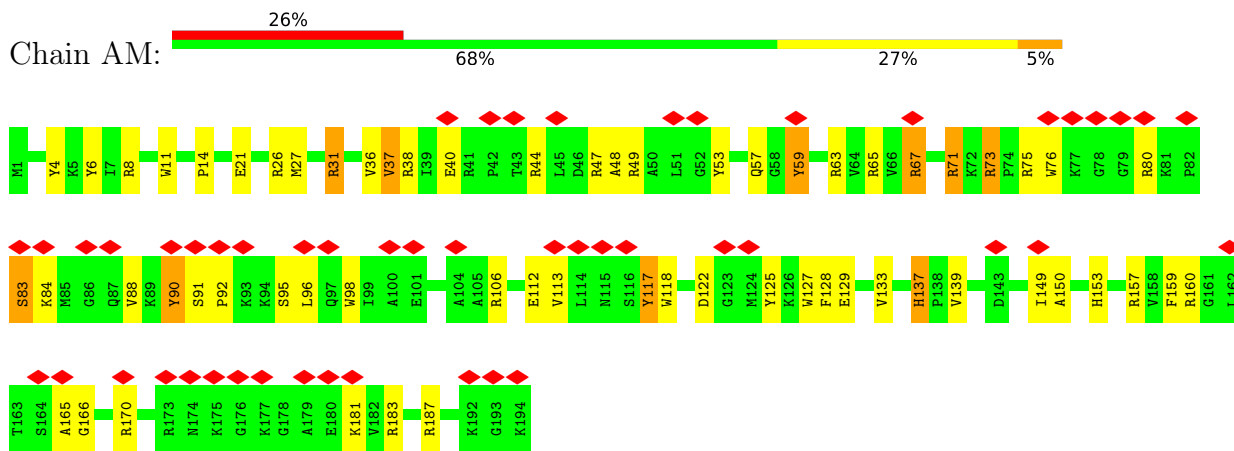 26%
Chain AM:
68% 27% 5%
M1 Y4 K5 Y6 I7 R8 W11 P14 E21 R26 M27 R31 V36 V37 R38 I39 E40 R41 P42 T43 R44 L45 D46 R47 A48 R49 A50 L51 G52 Y53 Q57 G58 Y59 R63 V64 R65 V66 R67 R71 K72 R73 P74 R75 W76 K77 G78 G79 R80 K81 P82
S83 K84 M85 G86 Q87 V88 K89 Y90 S91 P92 K93 K94 S95 L96 Q97 W98 I99 A100 E101 A104 A105 R106 E112 V113 L114 N115 S116 Y117 W118 D122 G123 M124 Y125 K126 W127 F128 E129 V133 H137 P138 V139 D143 I149 A150 H153 R157 V158 F159 R160 G161 L162
T163 S164 A165 G166 R170 R173 N174 K175 G176 K177 G178 A179 E180 K181 V182 R183 R187 K192 G193 K194